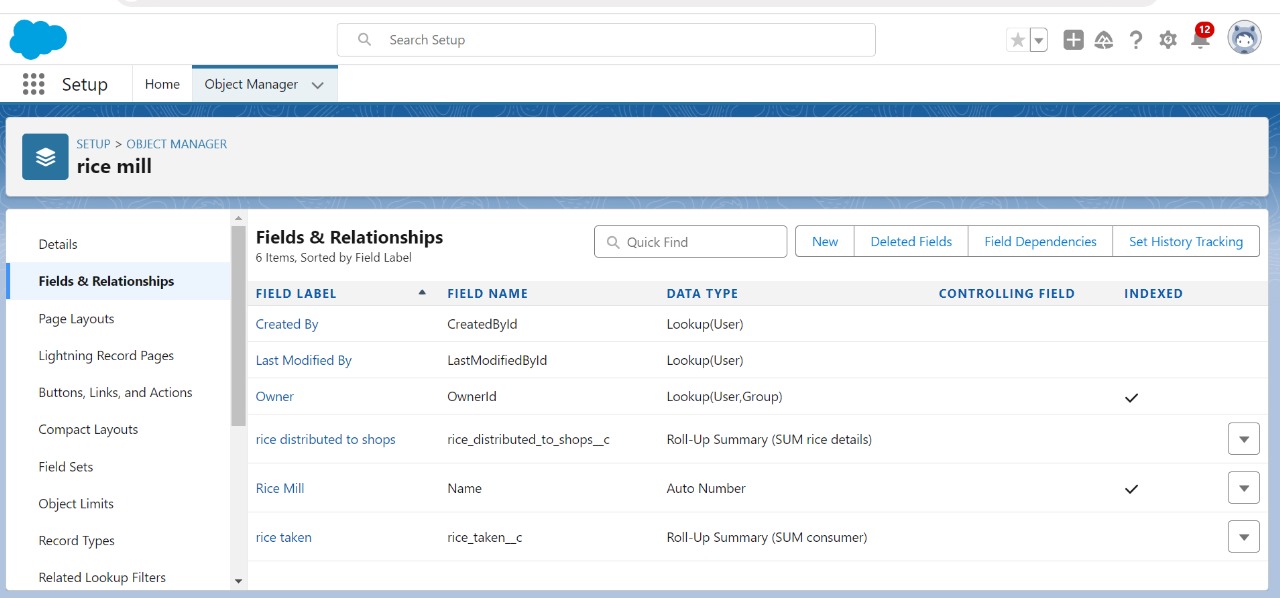 Search Setup
12
Setup
Home
Object Manager
SETUP > OBJECT MANAGER
rice mill
Details
Fields & Relationships
Page Layouts
Lightning Record Pages
Buttons, Links, and Actions
Compact Layouts
Field Sets
Object Limits
Record Types
Related Lookup Filters
Fields & Relationships
6 Items, Sorted by Field Label
Quick Find
New
Deleted Fields
Field Dependencies
Set History Tracking
FIELD LABEL FIELD NAME DATA TYPE CONTROLLING FIELD INDEXED
Created By CreatedById Lookup(User)
Last Modified By LastModifiedById Lookup(User)
Owner OwnerId Lookup(User,Group)
rice distributed to shops rice_distributed_to_shops__c Roll-Up Summary (SUM rice details)
Rice Mill Name Auto Number
rice taken rice_taken__c Roll-Up Summary (SUM consumer)